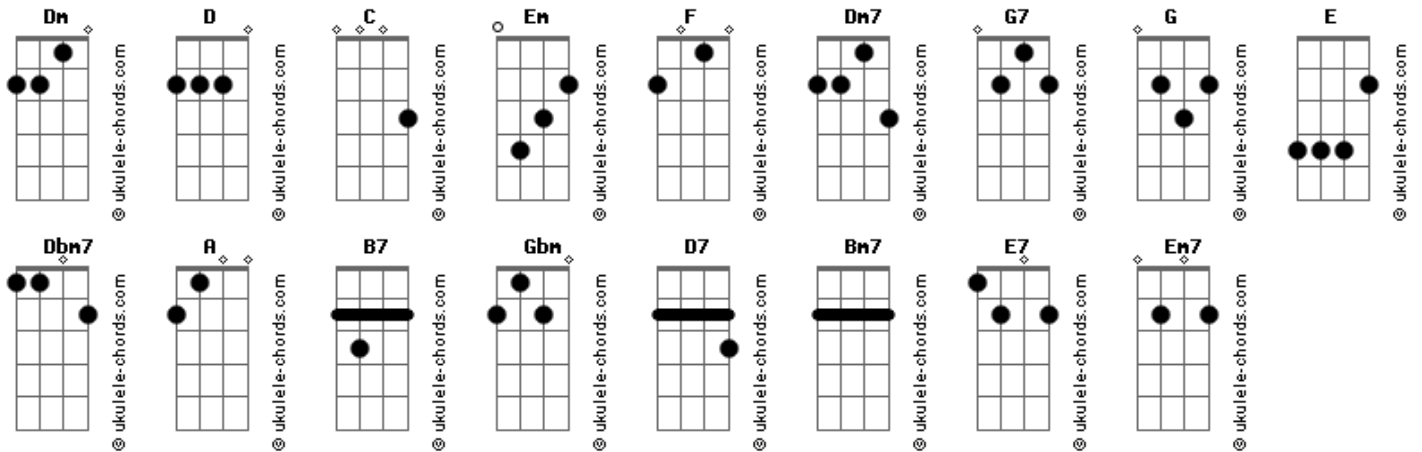 Dm D C Em F Dm7 G7 G E
© ukulele-chords.com © ukulele-chords.com © ukulele-chords.com © ukulele-chords.com © ukulele-chords.com © ukulele-chords.com © ukulele-chords.com © ukulele-chords.com © ukulele-chords.com
Dbm7 A B7 Gbm D7 Bm7 E7 Em7
© ukulele-chords.com © ukulele-chords.com © ukulele-chords.com © ukulele-chords.com © ukulele-chords.com © ukulele-chords.com © ukulele-chords.com © ukulele-chords.com